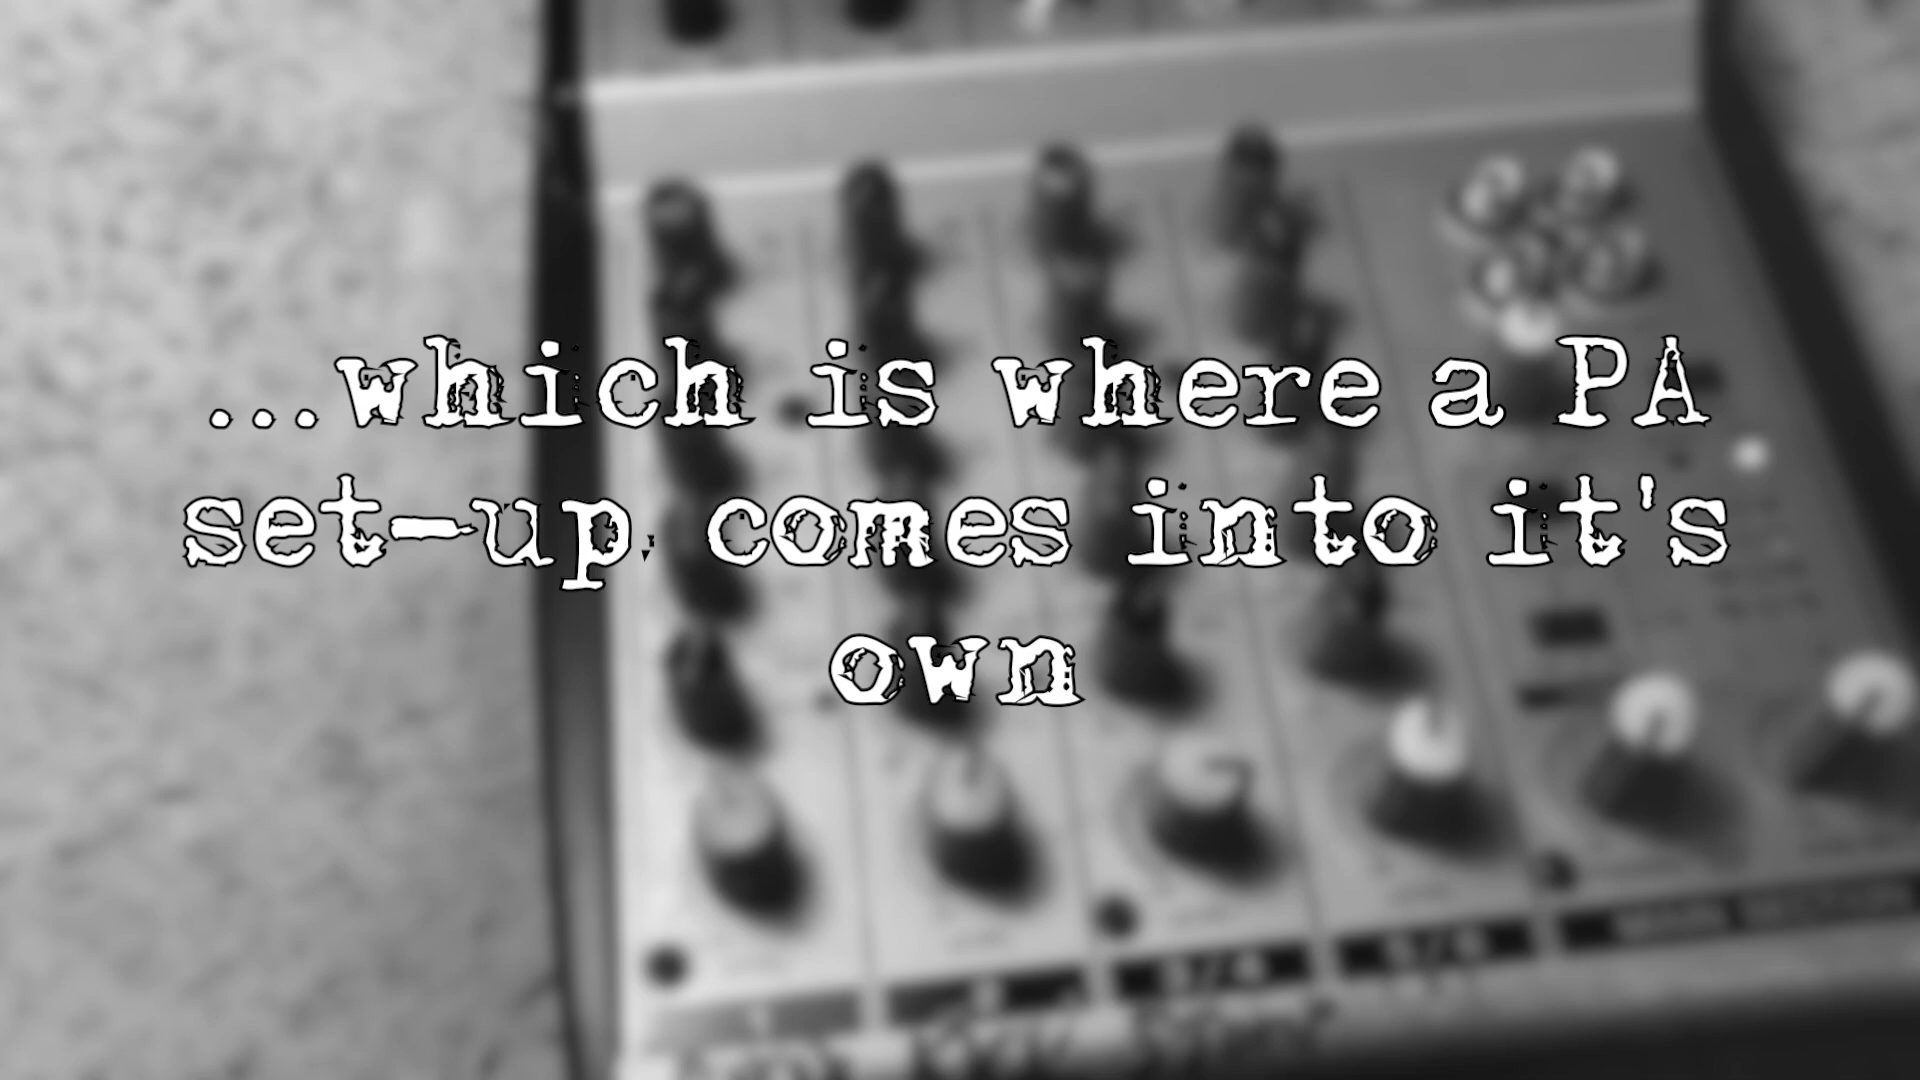 ...which is where a PA
set-up comes into it's
own